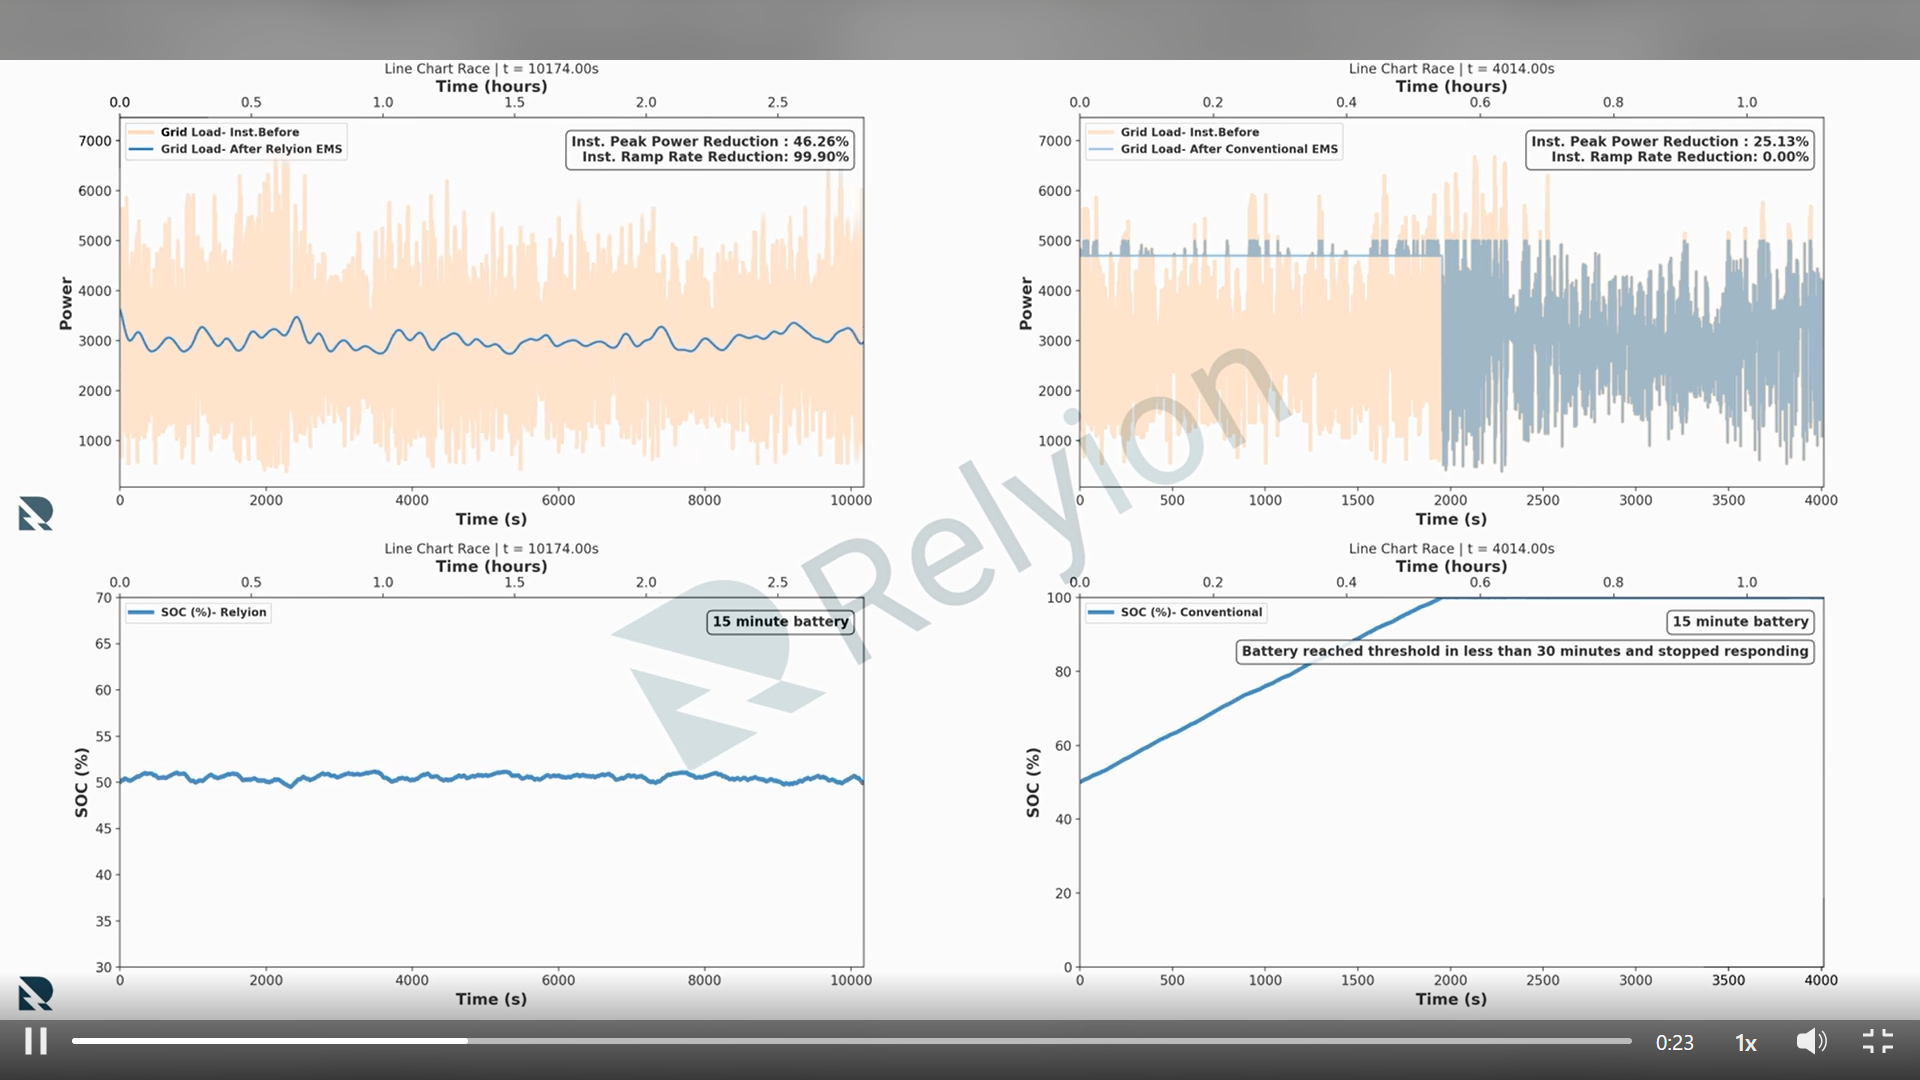 Line Chart Race | t = 10174.00s
Time (hours)
0.0 0.5 1.0 1.5 2.0 2.5
Grid Load- Inst.Before
Grid Load- After Relyion EMS
Inst. Peak Power Reduction : 46.26%
Inst. Ramp Rate Reduction: 99.90%
7000
6000
5000
4000
3000
2000
1000
Power
0 2000 4000 6000 8000 10000
Time (s)
Line Chart Race | t = 4014.00s
Time (hours)
0.0 0.2 0.4 0.6 0.8 1.0
Grid Load- Inst.Before
Grid Load- After Conventional EMS
Inst. Peak Power Reduction : 25.13%
Inst. Ramp Rate Reduction: 0.00%
7000
6000
5000
4000
3000
2000
1000
Power
0 500 1000 1500 2000 2500 3000 3500 4000
Time (s)
Relyion
Line Chart Race | t = 10174.00s
Time (hours)
0.0 0.5 1.0 1.5 2.0 2.5
SOC (%)- Relyion
15 minute battery
70
65
60
55
50
45
40
35
30
SOC (%)
0 2000 4000 6000 8000 10000
Time (s)
Line Chart Race | t = 4014.00s
Time (hours)
0.0 0.2 0.4 0.6 0.8 1.0
SOC (%)- Conventional
15 minute battery
Battery reached threshold in less than 30 minutes and stopped responding
100
80
60
40
20
0
SOC (%)
0 500 1000 1500 2000 2500 3000 3500 4000
Time (s)
0:23 1x